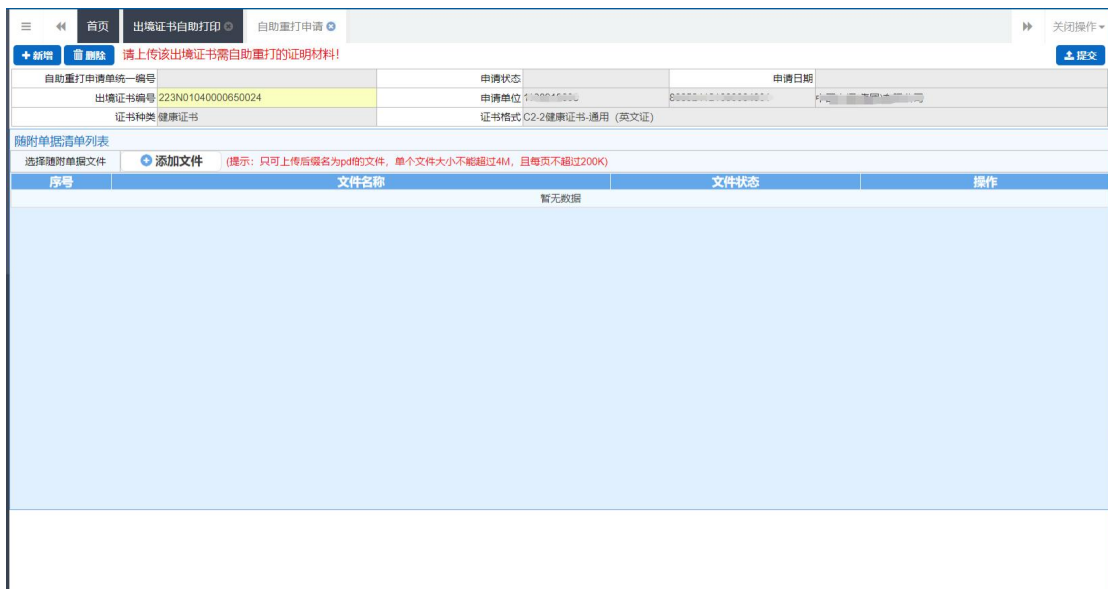 首页 出境证书自助打印 自助重打申请 关闭操作
新增 删除 请上传该出境证书需自助重打的证明材料! 提交
自助重打申请单统一编号 申请状态 申请日期
出境证书编号 223N01040000650024 申请单位
证书种类 健康证书 证书格式 C2-2健康证书-通用 (英文证)
随附单据清单列表
选择随附单据文件 添加文件 (提示: 只可上传后缀名为pdf的文件, 单个文件大小不能超过4M, 且每页不超过200K)
序号 文件名称 文件状态 操作
暂无数据